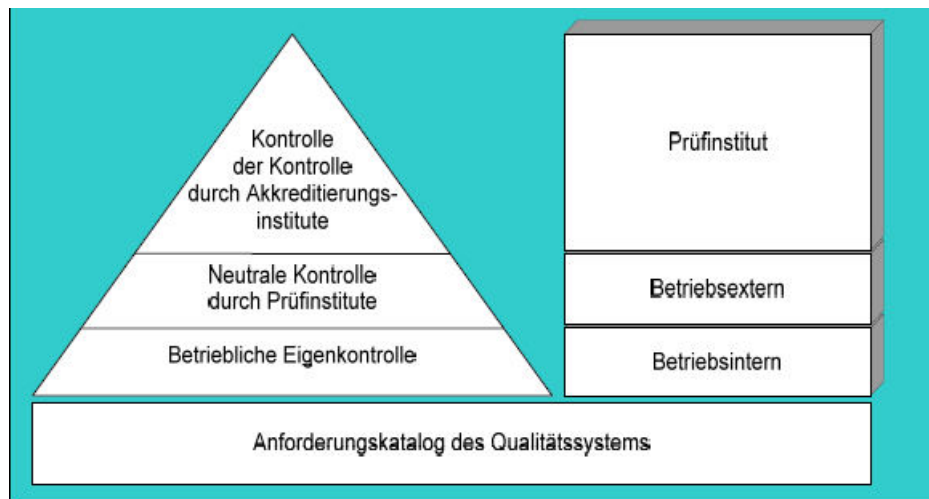 Kontrolle
der Kontrolle
durch Akkreditierungs-
institute
Prüfinstitut
Neutrale Kontrolle
durch Prüfinstitute
Betriebsextern
Betriebliche Eigenkontrolle
Betriebsintern
Anforderungskatalog des Qualitätssystems